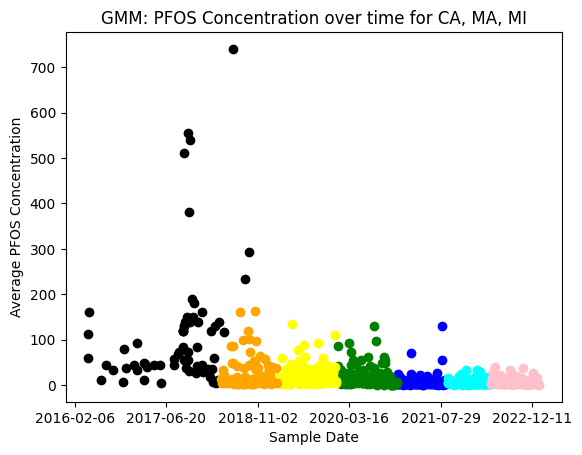 GMM: PFOS Concentration over time for CA, MA, MI
700
600
500
400
300
200
100
0
Average PFOS Concentration
2016-02-06 2017-06-20 2018-11-02 2020-03-16 2021-07-29 2022-12-11
Sample Date